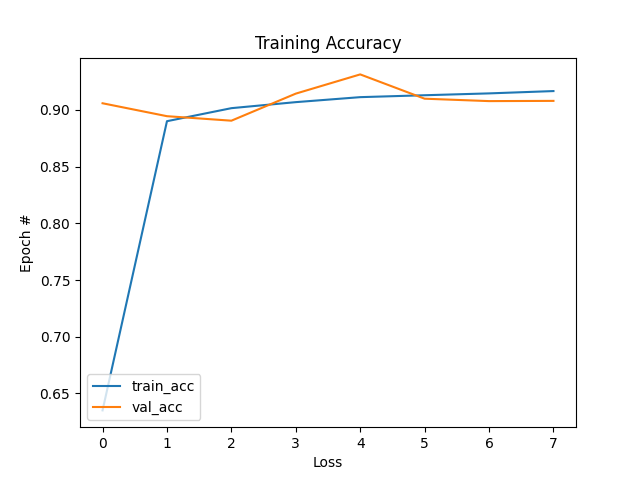 Training Accuracy
Epoch #
0.90
0.85
0.80
0.75
0.70
0.65
train_acc
val_acc
0 1 2 3 4 5 6 7
Loss